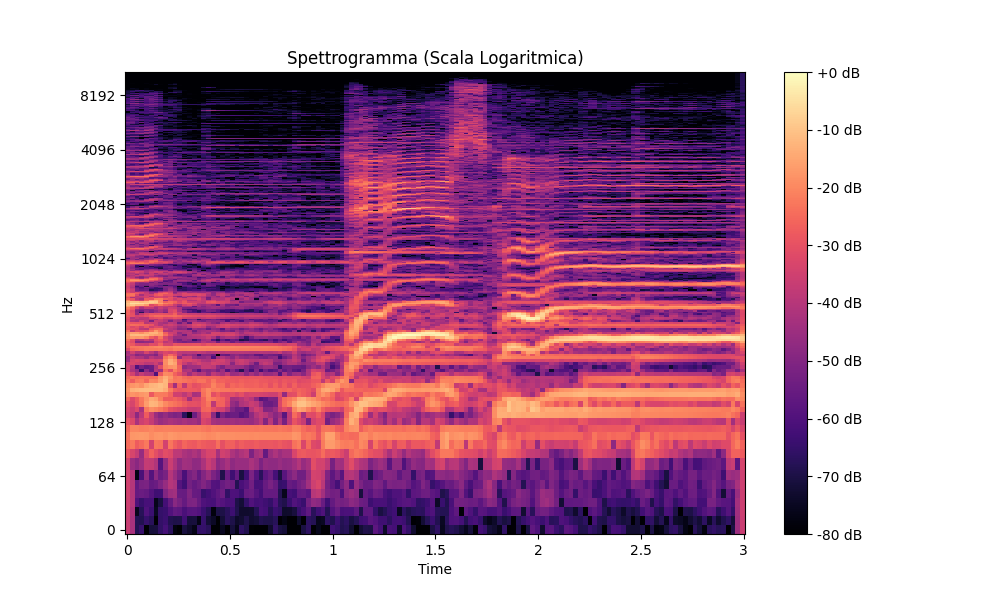 Spettrogramma (Scala Logaritmica)
Hz
8192
4096
2048
1024
512
256
128
64
0
0 0.5 1 1.5 2 2.5 3
Time
+0 dB
-10 dB
-20 dB
-30 dB
-40 dB
-50 dB
-60 dB
-70 dB
-80 dB